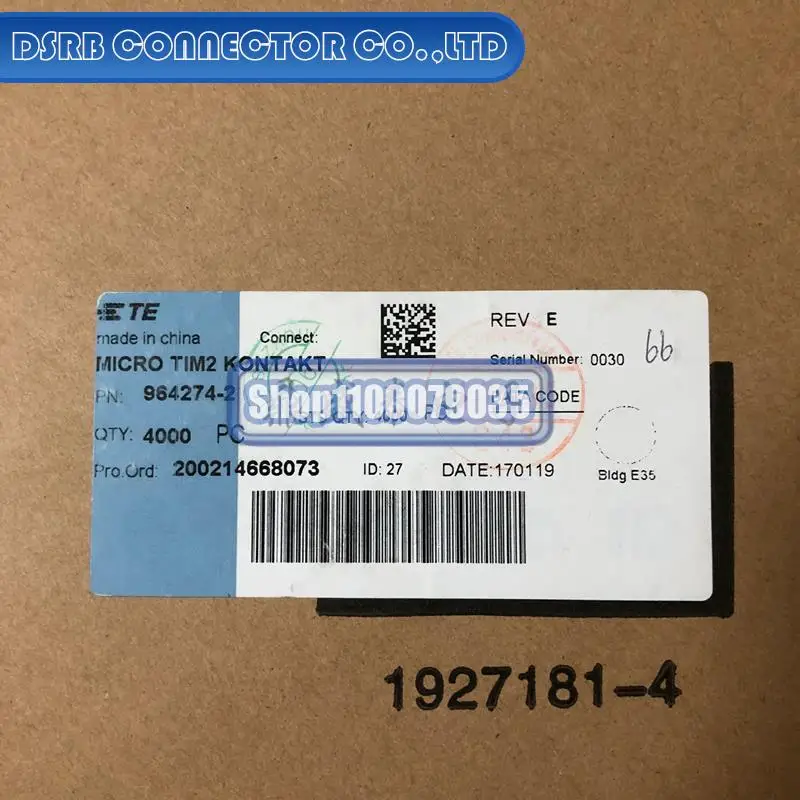 DSRB CONNECTOR CO.,LTD
TE
made in china
Connect:
REV E
MICRO TIM2 KONTAKT
Serial Number: 0030
66
PN: 964274-2
Shop1100079035
CODE
QTY: 4000 PC
Pro.Ord: 200214668073
ID: 27
DATE:170119
Bldg E35
1927181-4